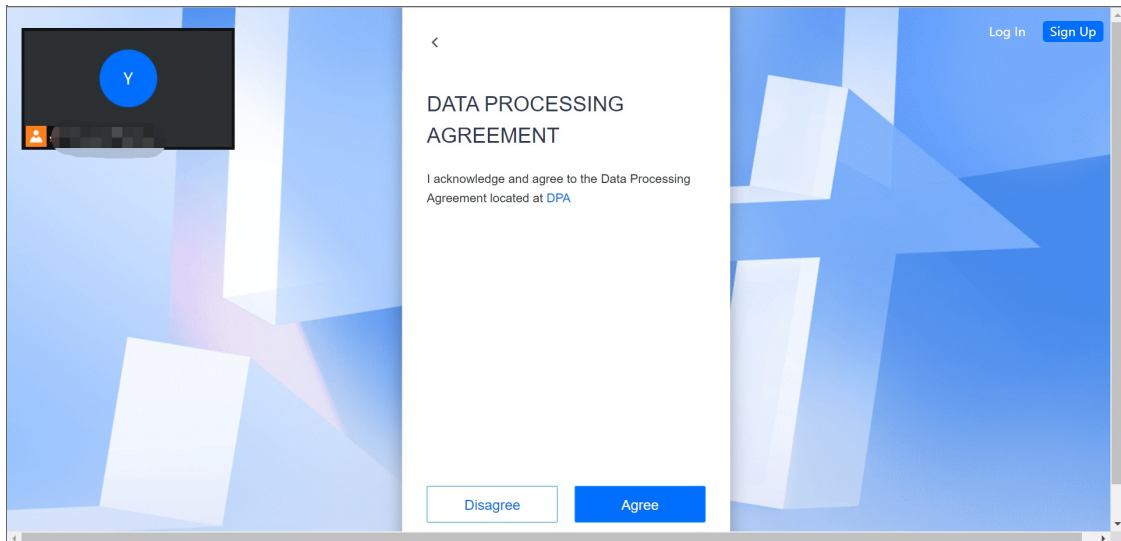 Y
Log In
Sign Up
DATA PROCESSING
AGREEMENT
I acknowledge and agree to the Data Processing
Agreement located at DPA
Disagree
Agree